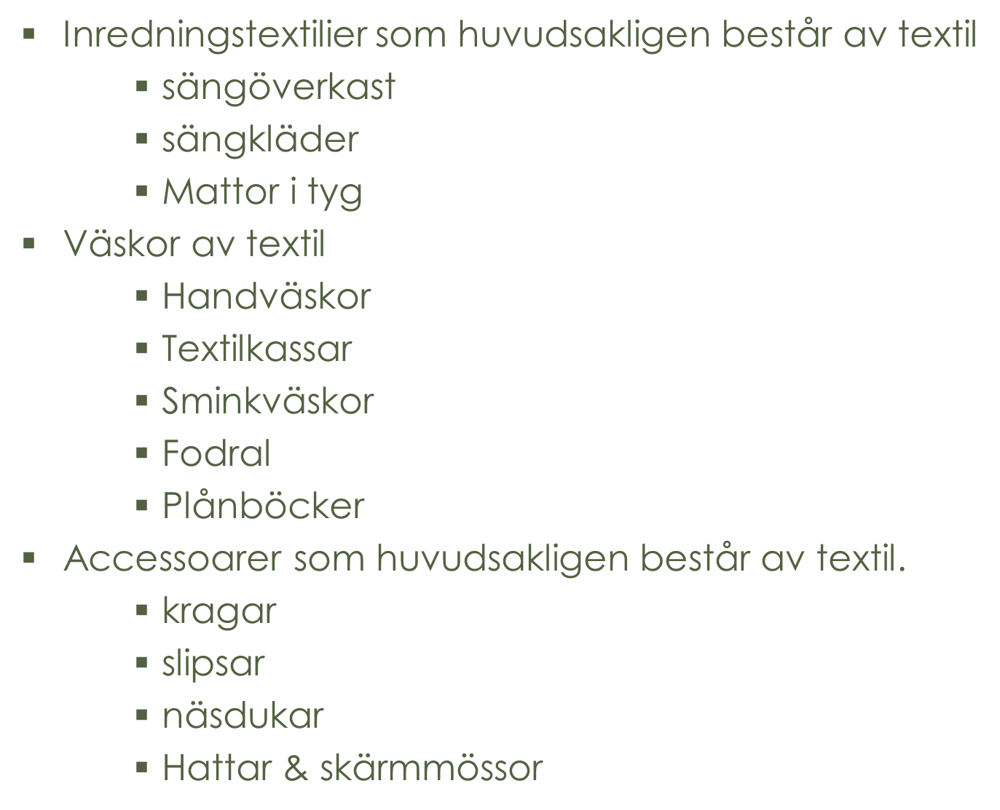 ▪ Inredningstextilier som huvudsakligen består av textil
▪ sängöverkast
▪ sängkläder
▪ Mattor i tyg
▪ Väskor av textil
▪ Handväskor
▪ Textilkassar
▪ Sminkväskor
▪ Fodral
▪ Plånböcker
▪ Accessoarer som huvudsakligen består av textil.
▪ kragar
▪ slipsar
▪ näsdukar
▪ Hattar & skärmmössor